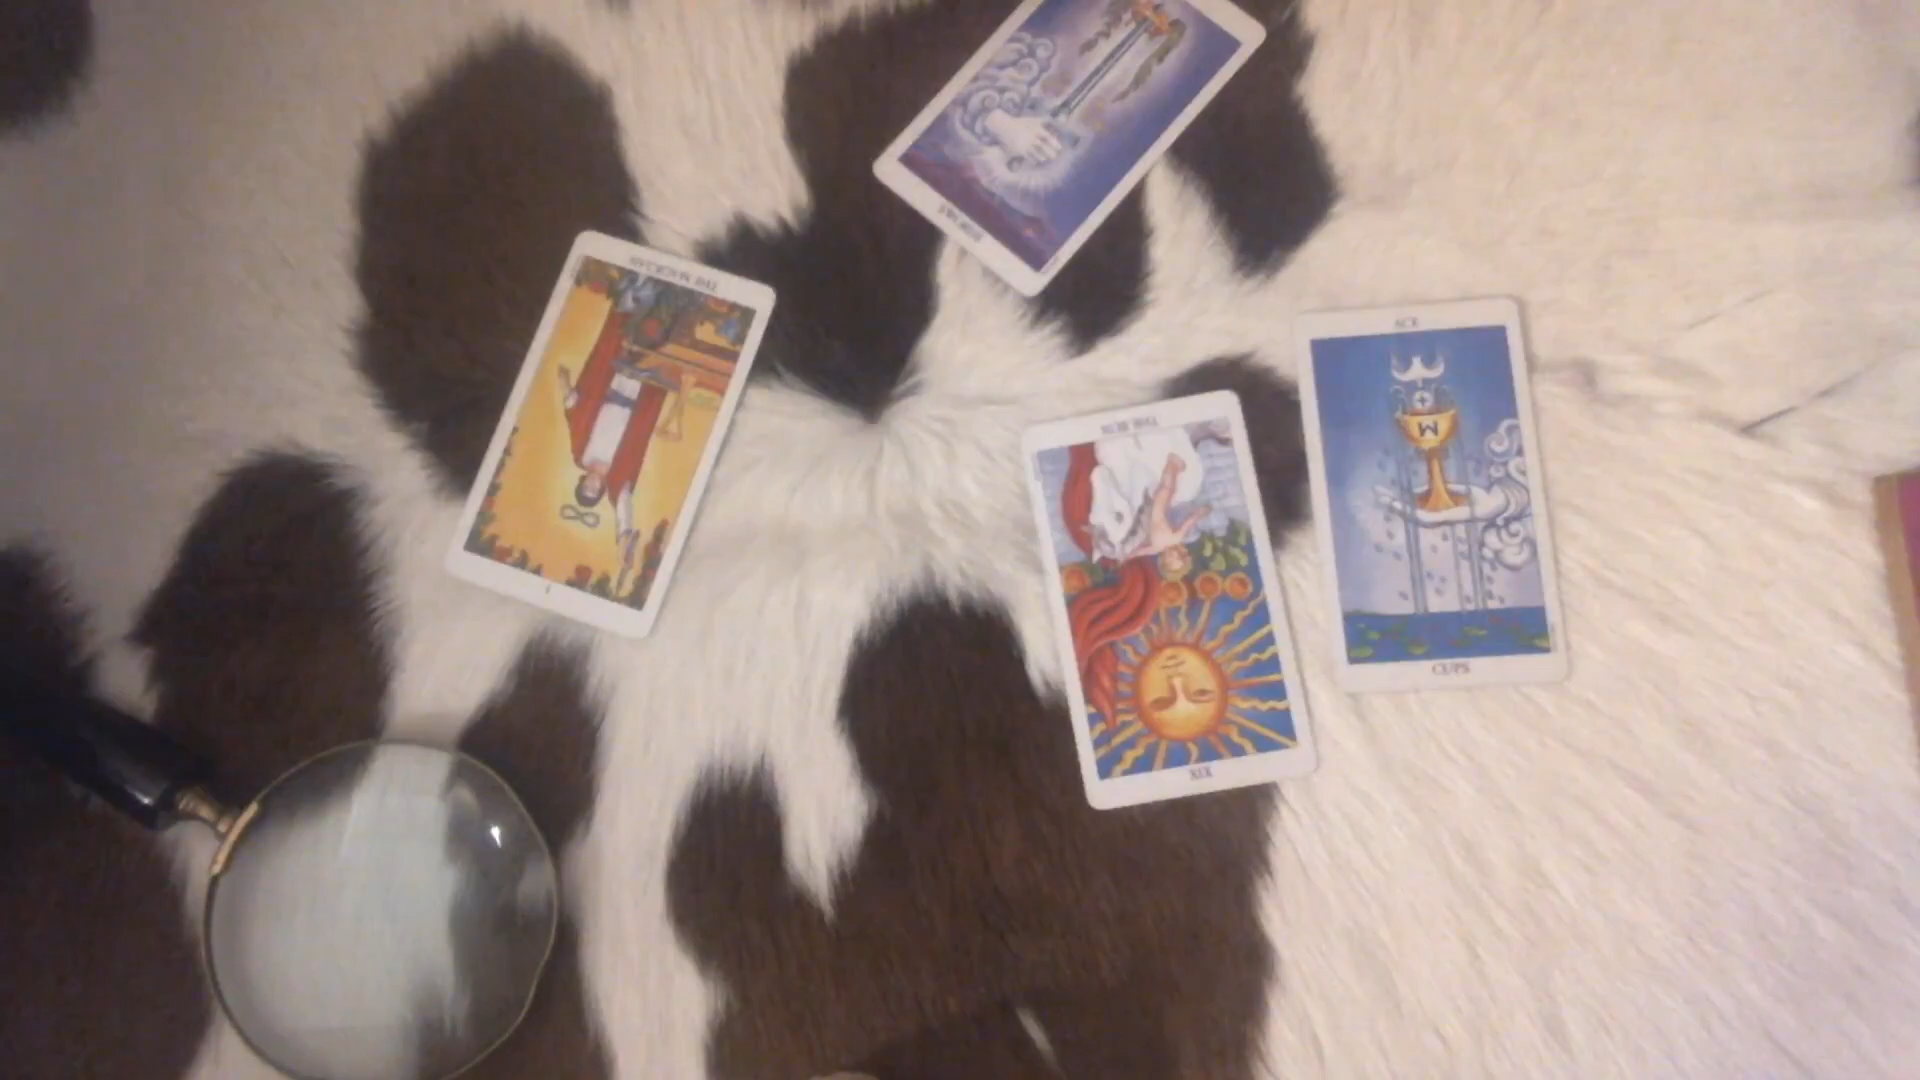 THE MAGICIAN
I
THE SUN
XIX
ACE
CUPS